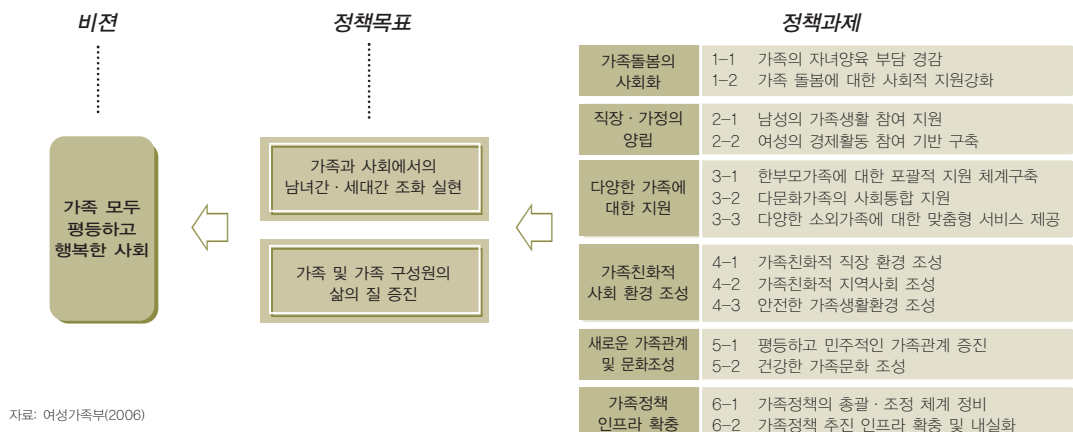 비젼
정책목표
정책과제
가족 모두
평등하고
행복한 사회
가족과 사회에서의
남녀간 · 세대간 조화 실현
가족 및 가족 구성원의
삶의 질 증진
가족돌봄의
사회화
1-1 가족의 자녀양육 부담 경감
1-2 가족 돌봄에 대한 사회적 지원강화
직장 · 가정의
양립
2-1 남성의 가족생활 참여 지원
2-2 여성의 경제활동 참여 기반 구축
다양한 가족에
대한 지원
3-1 한부모가족에 대한 포괄적 지원 체계구축
3-2 다문화가족의 사회통합 지원
3-3 다양한 소외가족에 대한 맞춤형 서비스 제공
가족친화적
사회 환경 조성
4-1 가족친화적 직장 환경 조성
4-2 가족친화적 지역사회 조성
4-3 안전한 가족생활환경 조성
새로운 가족관계
및 문화조성
5-1 평등하고 민주적인 가족관계 증진
5-2 건강한 가족문화 조성
가족정책
인프라 확충
6-1 가족정책의 총괄 · 조정 체계 정비
6-2 가족정책 추진 인프라 확충 및 내실화
자료: 여성가족부(2006)